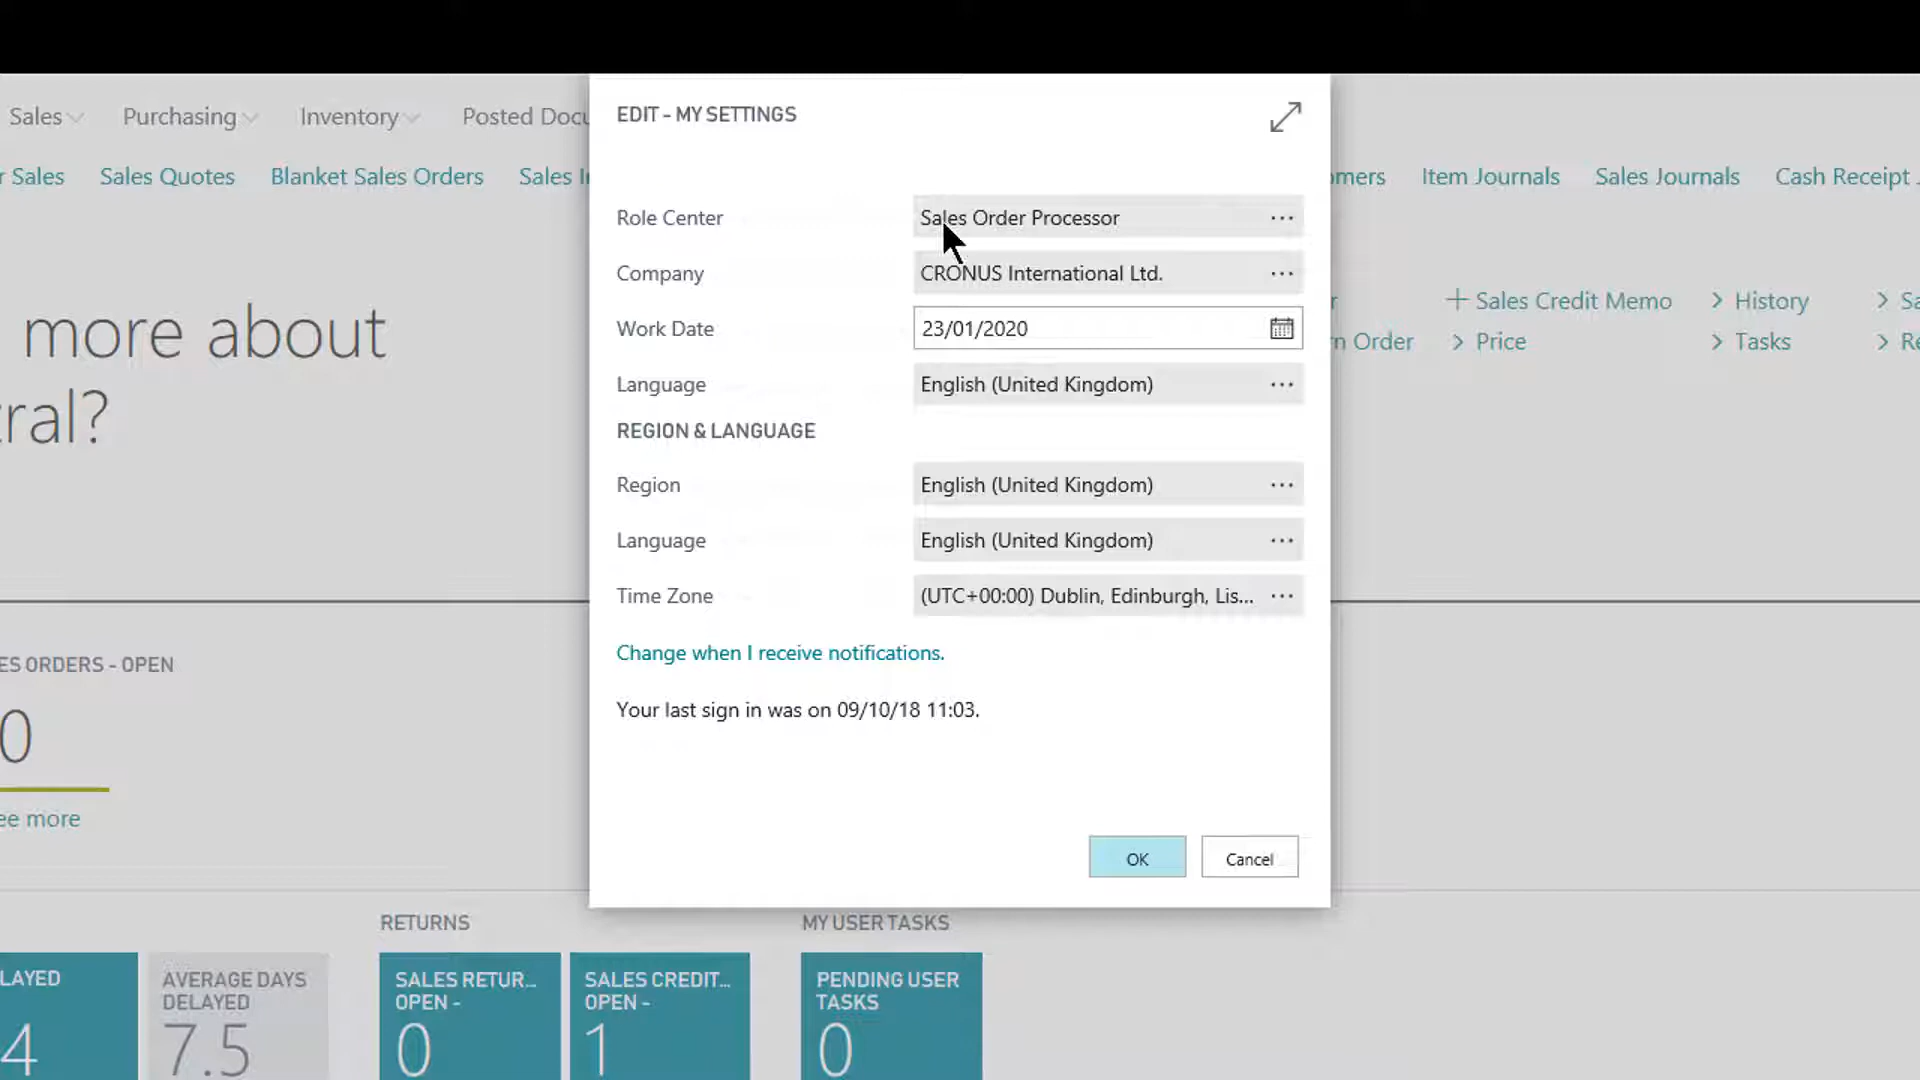 Sales Purchasing Inventory Posted Docu
r Sales Sales Quotes Blanket Sales Orders Sales I omers Item Journals Sales Journals Cash Receipt
EDIT - MY SETTINGS
Role Center Sales Order Processor ...
Company CRONUS International Ltd. ...
Work Date 23/01/2020
Language English (United Kingdom) ...
REGION & LANGUAGE
Region English (United Kingdom) ...
Language English (United Kingdom) ...
Time Zone (UTC+00:00) Dublin, Edinburgh, Lis... ...
Change when I receive notifications.
Your last sign in was on 09/10/18 11:03.
OK Cancel
more about
tral?
r + Sales Credit Memo > History > Sa
rn Order > Price > Tasks > Re
ES ORDERS - OPEN
0
ee more
RETURNS
MY USER TASKS
LAYED
4
AVERAGE DAYS
DELAYED
7.5
SALES RETUR...
OPEN -
0
SALES CREDIT...
OPEN -
1
PENDING USER
TASKS
0